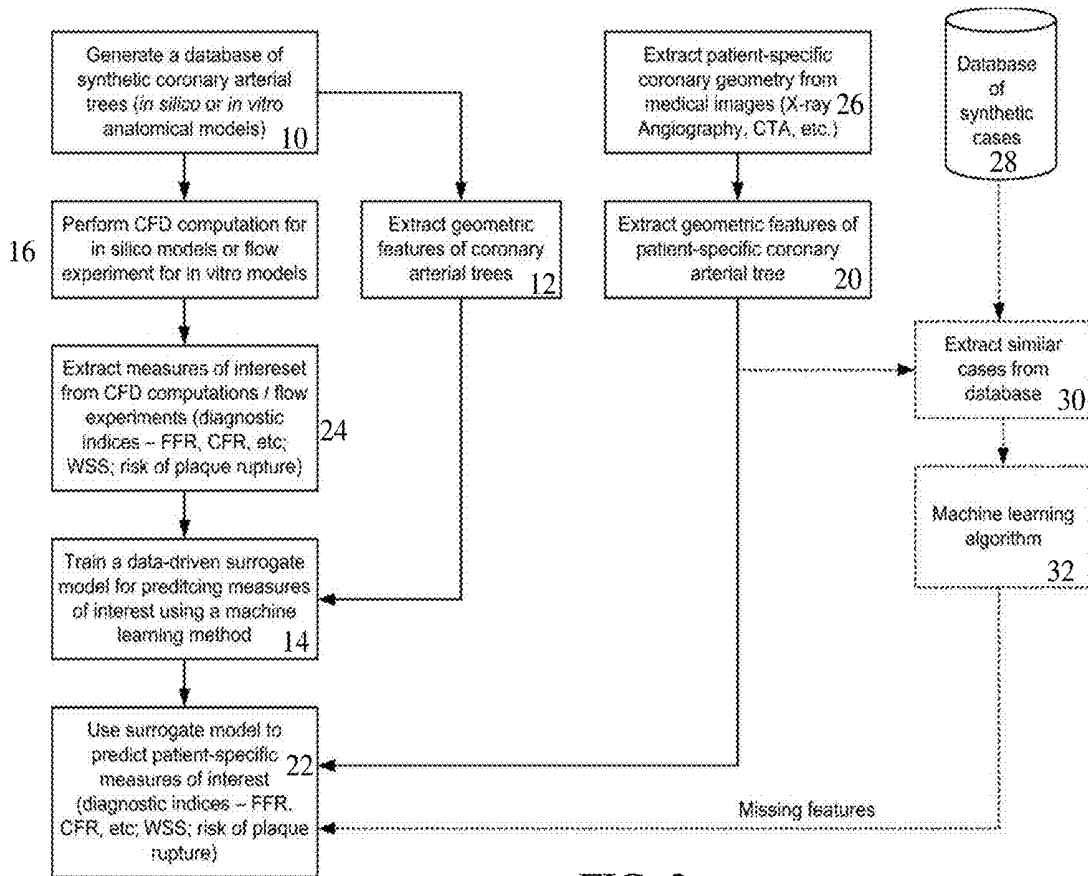 Generate a database of
synthetic coronary arterial
trees (in silico or in vitro
anatomical models)
10
Extract patient-specific
coronary geometry from
medical images (X-ray
Angiography, CTA, etc.)
26
Database
of
synthetic
cases
28
16
Perform CFD computation for
in silico models or flow
experiment for in vitro models
Extract geometric
features of coronary
arterial trees
12
Extract geometric features of
patient-specific coronary
arterial tree
20
Extract measures of intereset
from CFD computations / flow
experiments (diagnostic
indices – FFR, CFR, etc;
WSS; risk of plaque rupture)
24
Extract similar
cases from
database
30
Machine learning
algorithm
32
Train a data-driven surrogate
model for preditcing measures
of interest using a machine
learning method
14
Use surrogate model to
predict patient-specific
measures of interest
(diagnostic indices – FFR,
CFR, etc; WSS; risk of plaque
rupture)
22
Missing features